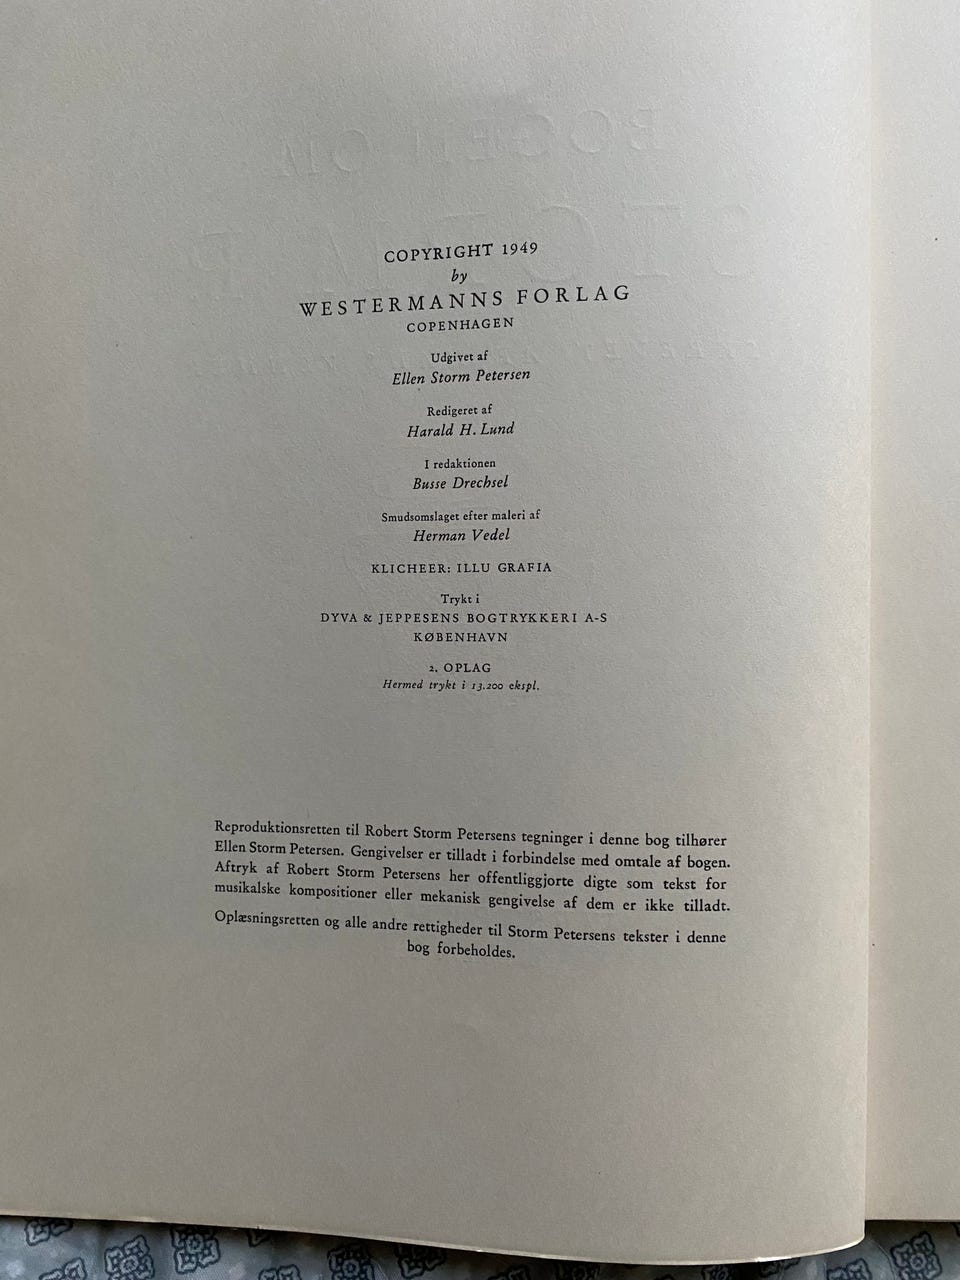 COPYRIGHT 1949
by
WESTERMANNS FORLAG
COPENHAGEN
Udgivet af
Ellen Storm Petersen
Redigeret af
Harald H. Lund
I redaktionen
Busse Drechsel
Smudsomslaget efter maleri af
Herman Vedel
KLICHEER: ILLU GRAFIA
Trykt i
DYVA & JEPPESENS BOGTRYKKERI A-S
KØBENHAVN
2. OPLAG
Hermed trykt i 13.200 ekspl.
Reproduktionsretten til Robert Storm Petersens tegninger i denne bog tilhører
Ellen Storm Petersen. Gengivelser er tilladt i forbindelse med omtale af bogen.
Aftryk af Robert Storm Petersens her offentliggjorte digte som tekst for
musikalske kompositioner eller mekanisk gengivelse af dem er ikke tilladt.
Oplæsningsretten og alle andre rettigheder til Storm Petersens tekster i denne
bog forbeholdes.